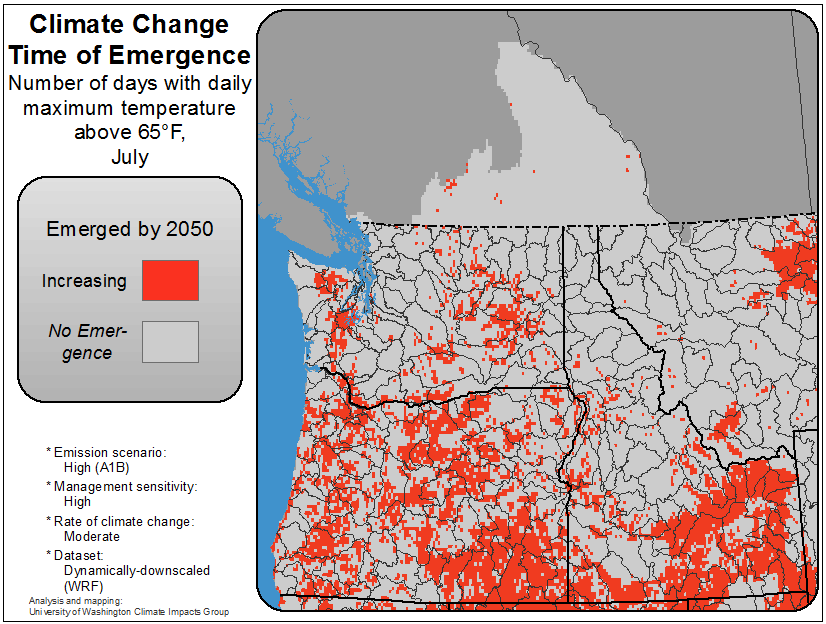 Climate Change
Time of Emergence
Number of days with daily
maximum temperature
above 65°F,
July
Emerged by 2050
Increasing
No Emer-
gence
* Emission scenario:
High (A1B)
* Management sensitivity:
High
* Rate of climate change:
Moderate
* Dataset:
Dynamically-downscaled
(WRF)
Analysis and mapping:
University of Washington Climate Impacts Group